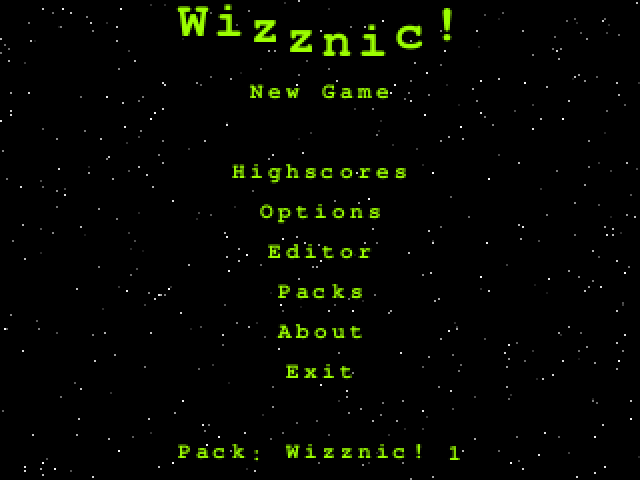 Wizznic!
New Game
Highscores
Options
Editor
Packs
About
Exit
Pack: Wizznic! 1